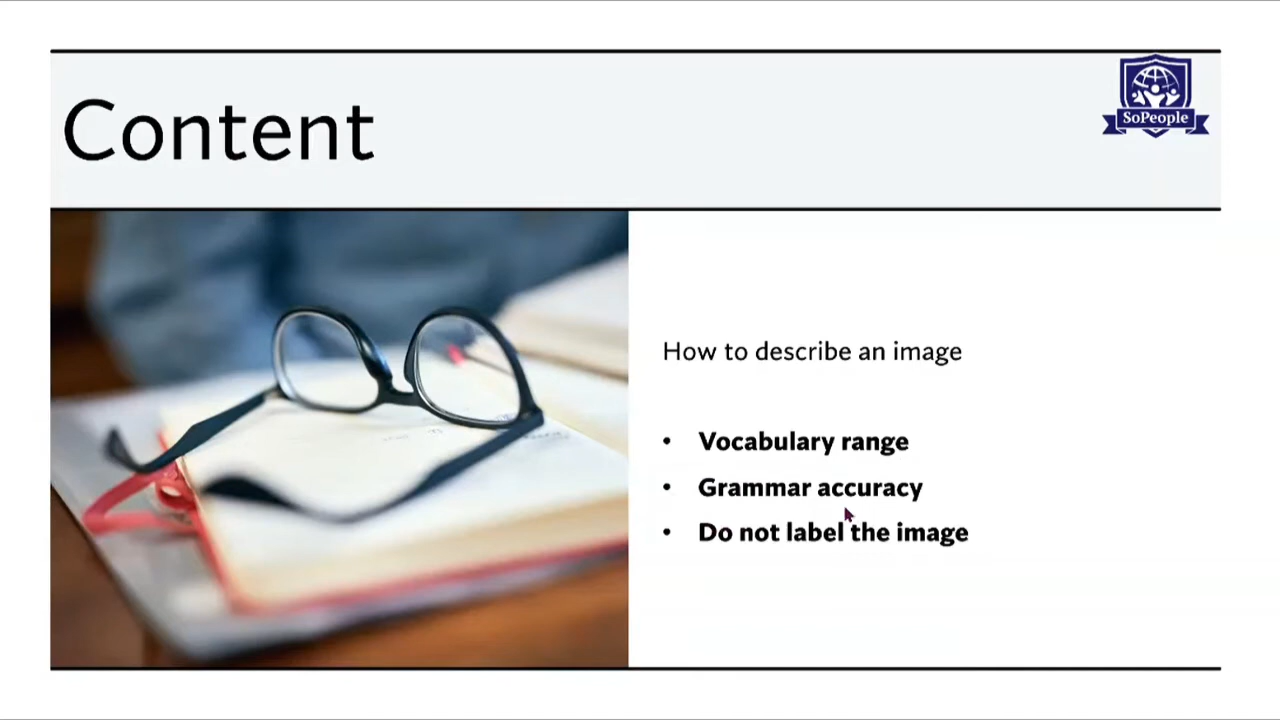 Content
SoPeople
How to describe an image
• Vocabulary range
• Grammar accuracy
• Do not label the image